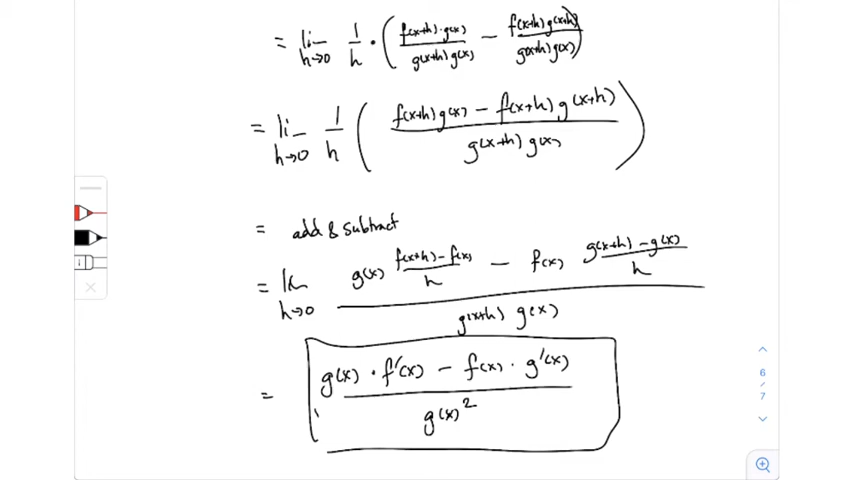 = lim h→0 1/h · ( f(x+h)·g(x) / g(x+h) g(x) − f(x+h) g(x+h) / g(x+h) g(x) )
= lim h→0 1/h ( f(x+h) g(x) − f(x+h) g(x+h) / g(x+h) g(x) )
= add & subtract
= lim h→0 g(x) f(x+h) − f(x) / h − f(x) g(x+h) − g(x) / h / g(x+h) g(x)
= g(x) · f'(x) − f(x) · g'(x) / g(x)²
6
/
7